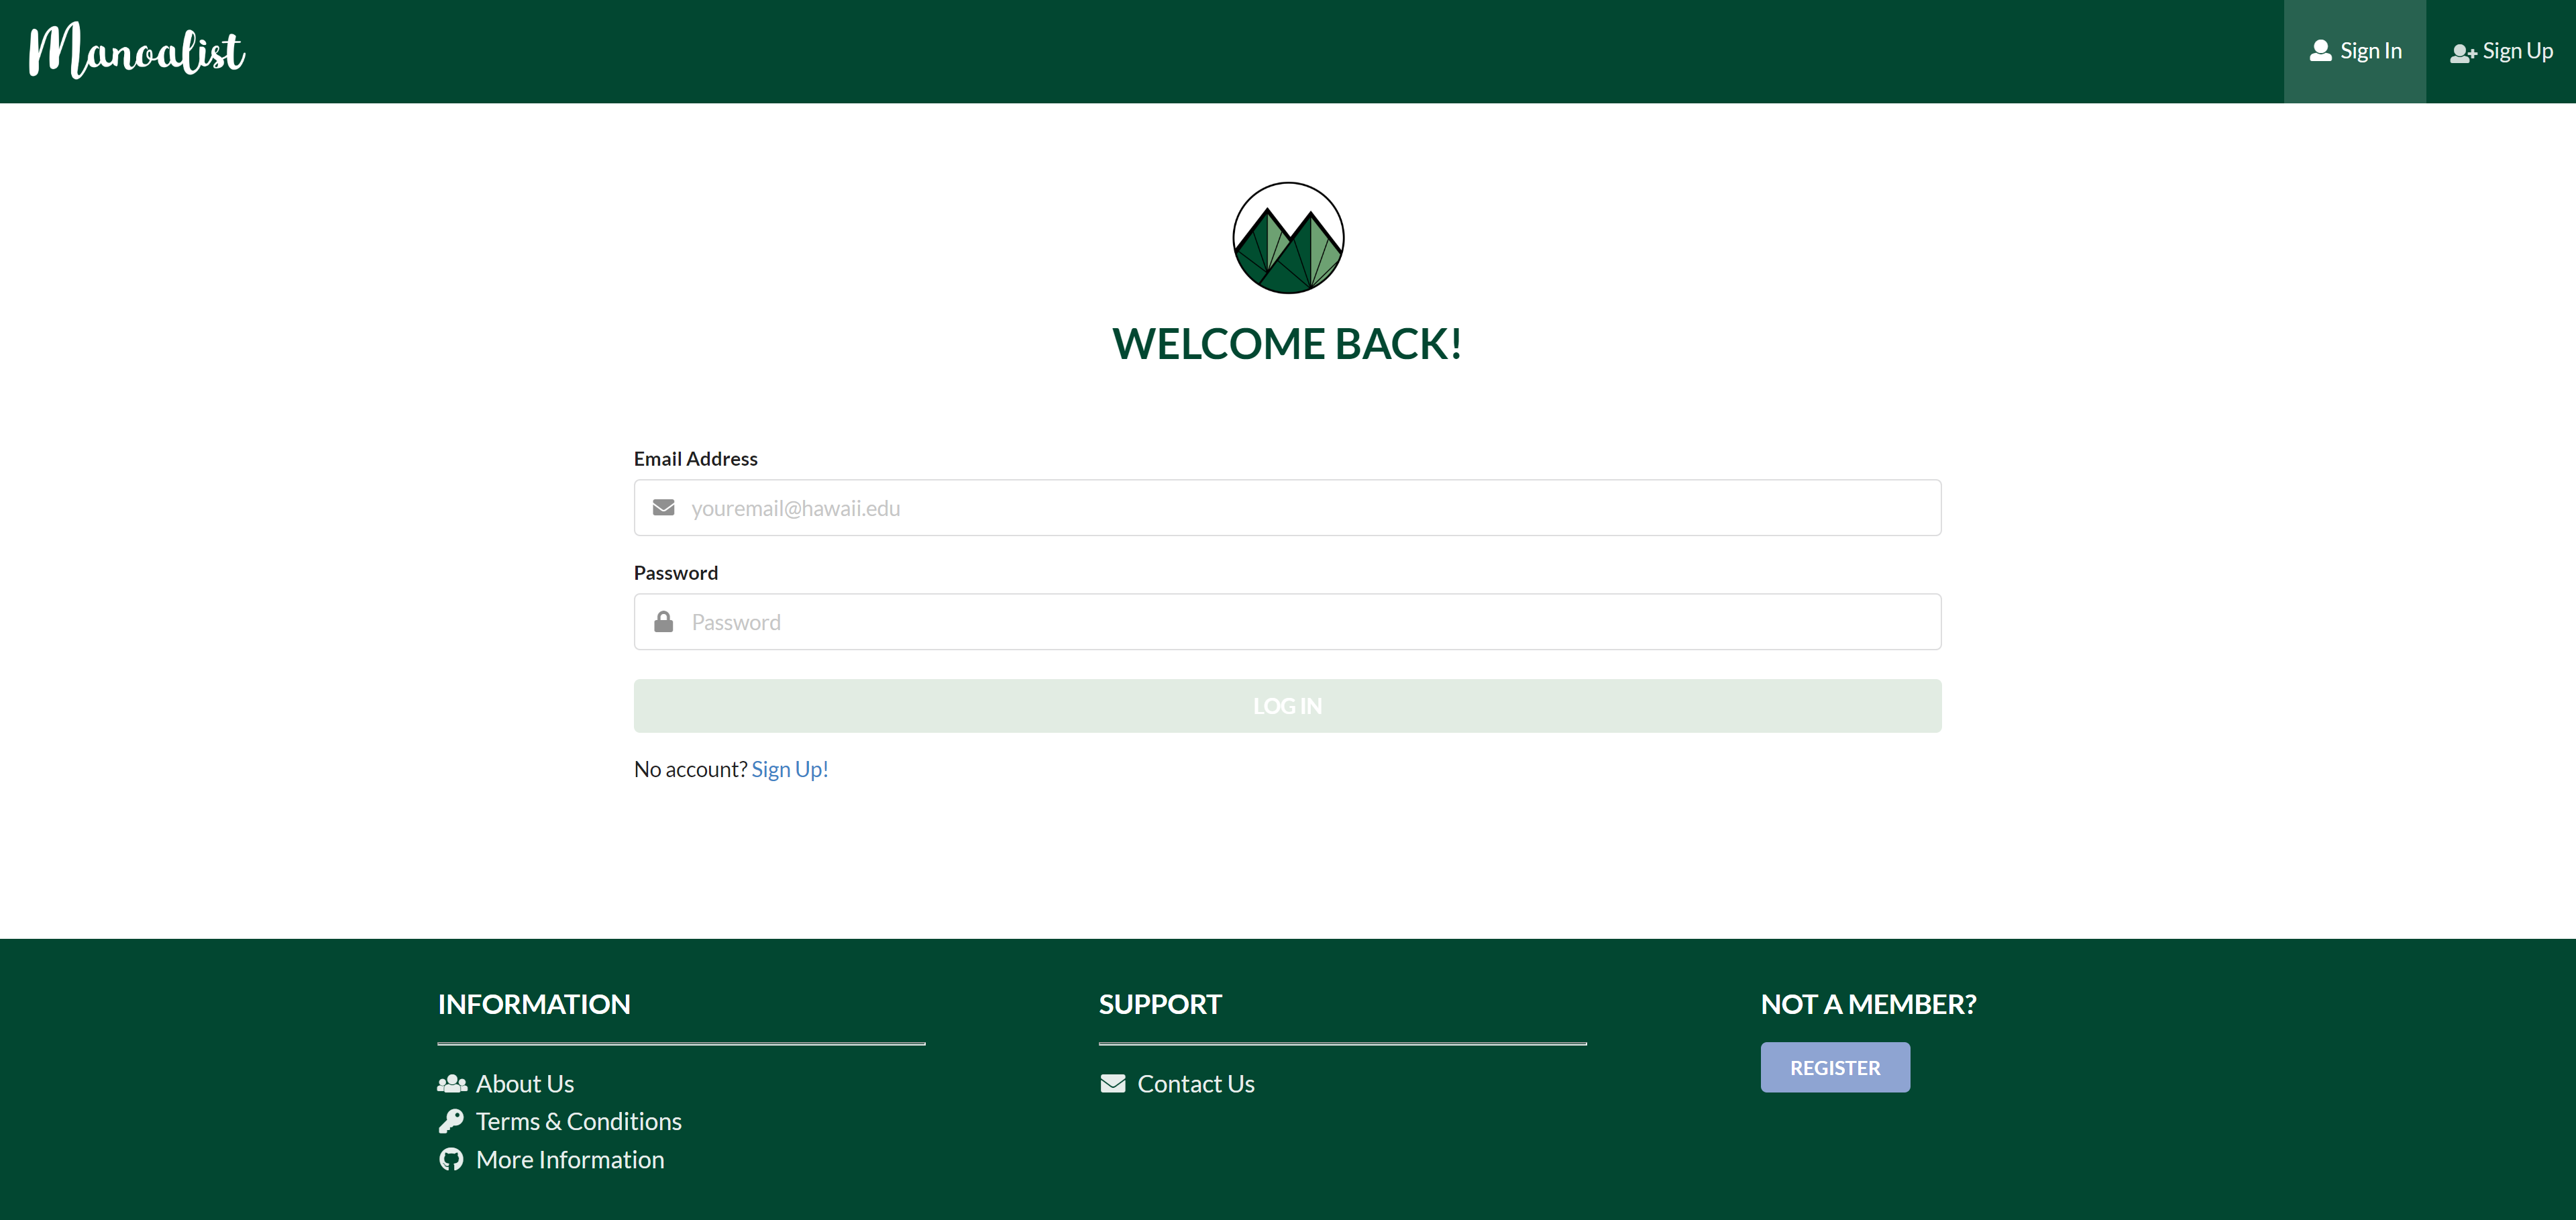 Manoalist
Sign In
Sign Up
WELCOME BACK!
Email Address
youremail@hawaii.edu
Password
Password
LOG IN
No account? Sign Up!
INFORMATION
About Us
Terms & Conditions
More Information
SUPPORT
Contact Us
NOT A MEMBER?
REGISTER